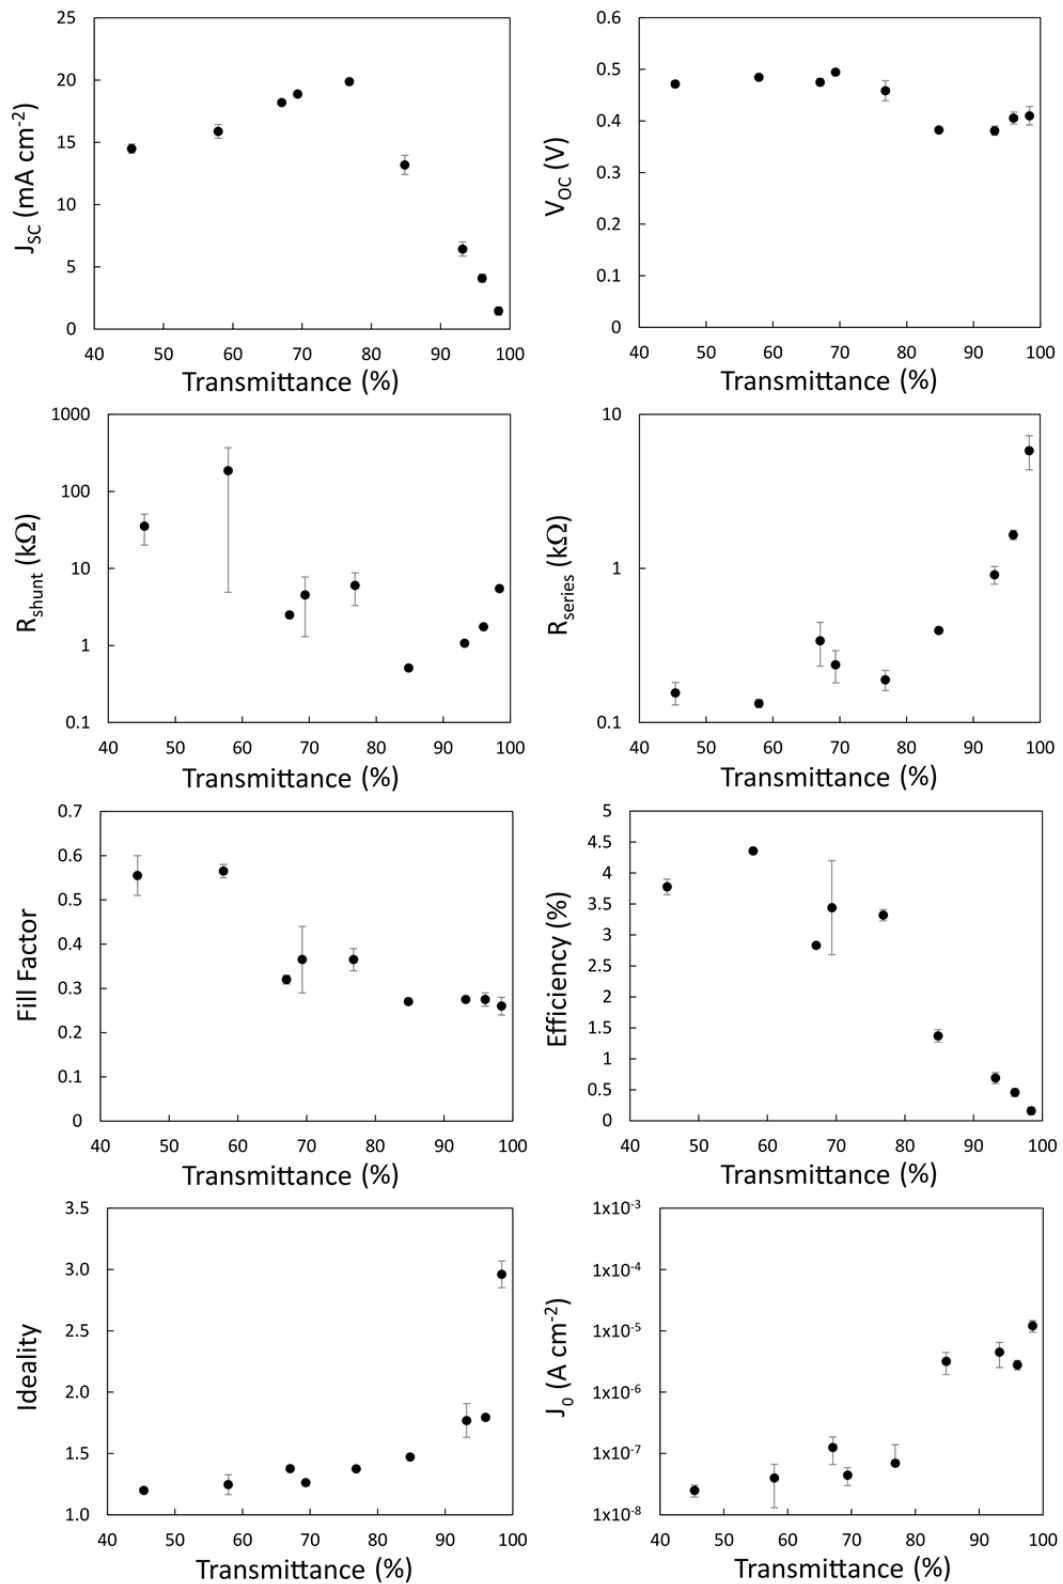 25
20
15
10
5
0
J_SC (mA cm⁻²)
40 50 60 70 80 90 100
Transmittance (%)
0.6
0.5
0.4
0.3
0.2
0.1
0
V_OC (V)
40 50 60 70 80 90 100
Transmittance (%)
1000
100
10
1
0.1
R_shunt (kΩ)
40 50 60 70 80 90 100
Transmittance (%)
10
1
0.1
R_series (kΩ)
40 50 60 70 80 90 100
Transmittance (%)
0.7
0.6
0.5
0.4
0.3
0.2
0.1
0
Fill Factor
40 50 60 70 80 90 100
Transmittance (%)
5
4.5
4
3.5
3
2.5
2
1.5
1
0.5
0
Efficiency (%)
40 50 60 70 80 90 100
Transmittance (%)
3.5
3.0
2.5
2.0
1.5
1.0
Ideality
40 50 60 70 80 90 100
Transmittance (%)
1x10⁻³
1x10⁻⁴
1x10⁻⁵
1x10⁻⁶
1x10⁻⁷
1x10⁻⁸
J₀ (A cm⁻²)
40 50 60 70 80 90 100
Transmittance (%)